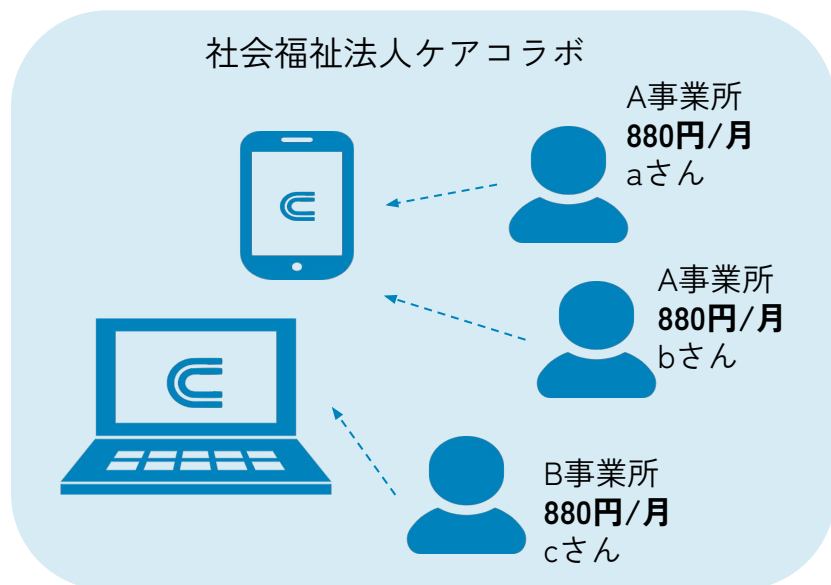 社会福祉法人ケアコラボ
A事業所
880円/月
aさん
A事業所
880円/月
bさん
B事業所
880円/月
cさん